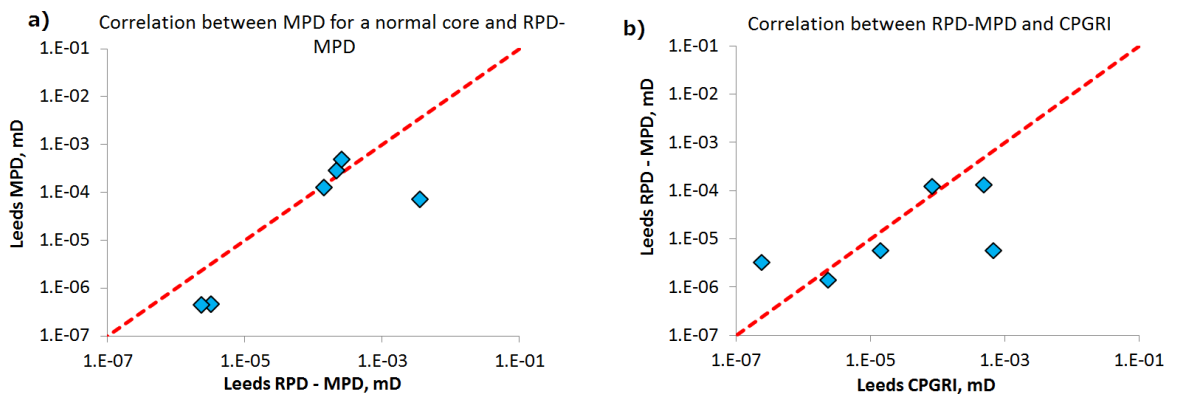 a)
Correlation between MPD for a normal core and RPD-
MPD
1.E-01
1.E-02
1.E-03
1.E-04
1.E-05
1.E-06
1.E-07
Leeds MPD, mD
1.E-07 1.E-05 1.E-03 1.E-01
Leeds RPD - MPD, mD
b)
Correlation between RPD-MPD and CPGRI
1.E-01
1.E-02
1.E-03
1.E-04
1.E-05
1.E-06
1.E-07
Leeds RPD - MPD, mD
1.E-07 1.E-05 1.E-03 1.E-01
Leeds CPGRI, mD